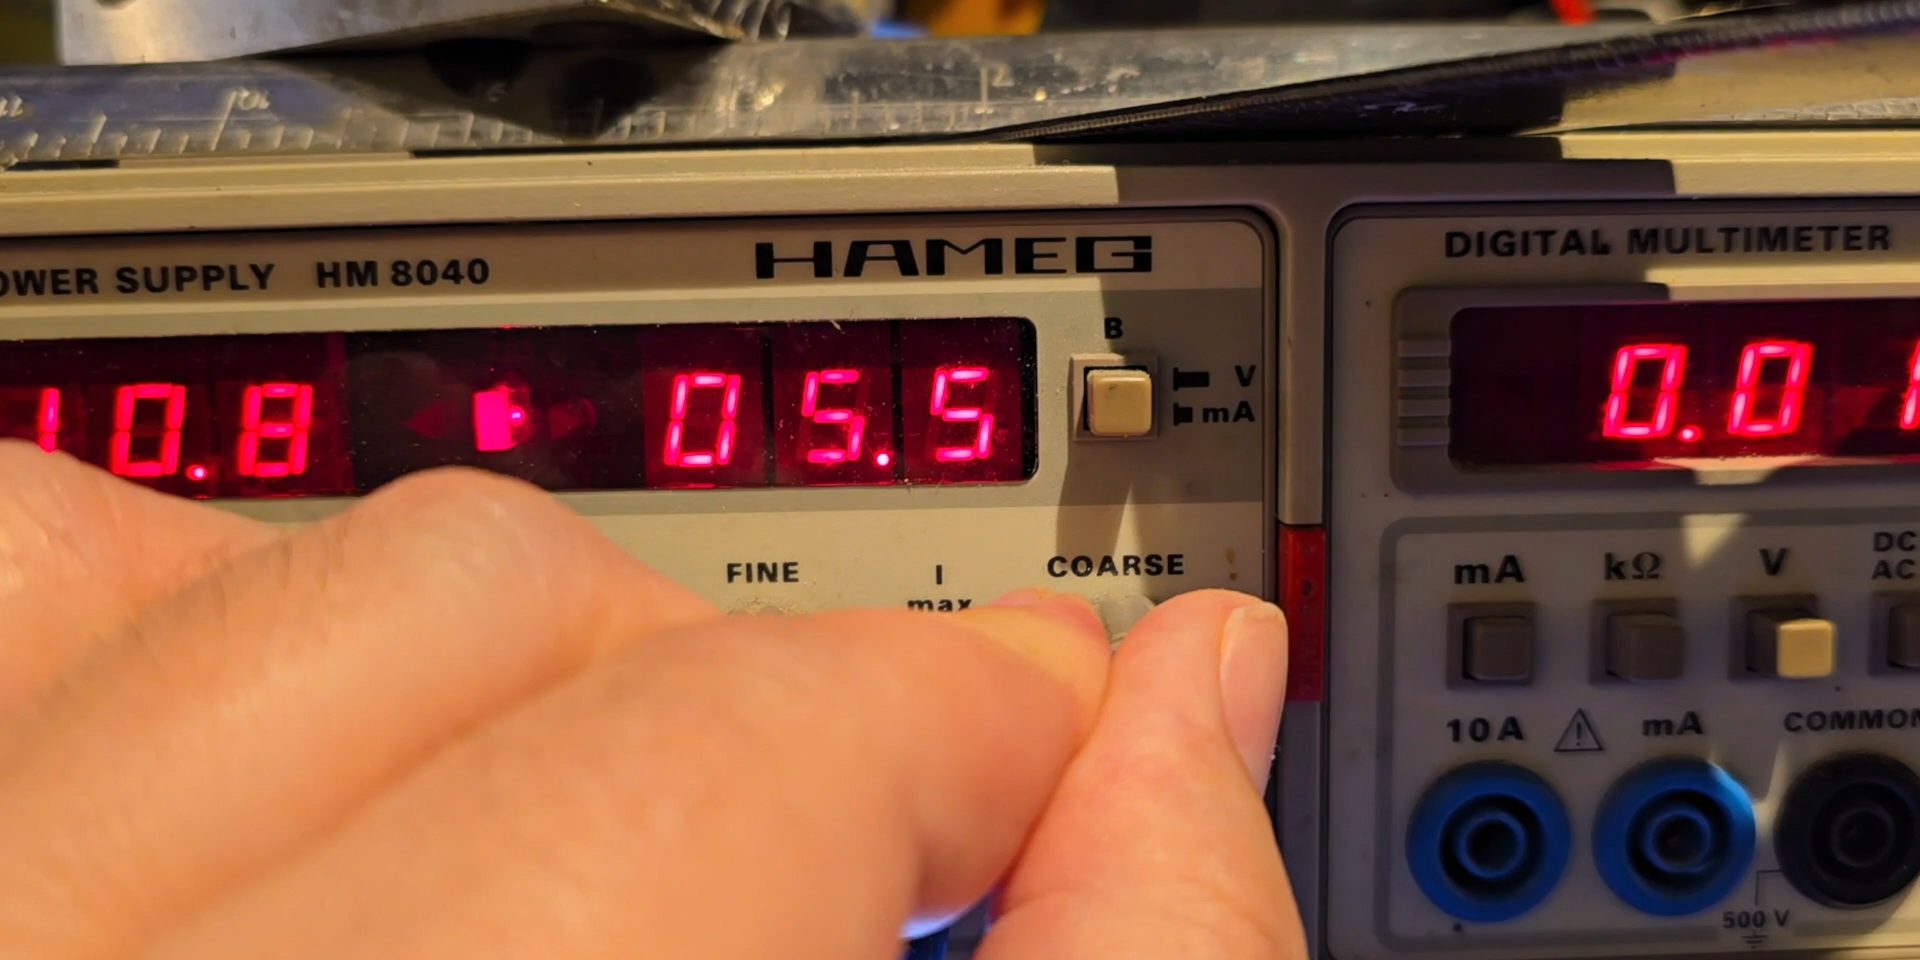 OWER SUPPLY HM 8040
HAMEG
10.8
05.5
B
V
mA
FINE
I
max
COARSE
DIGITAL MULTIMETER
0.0
mA
kΩ
V
DC
AC
10A
mA
COMMON
500 V